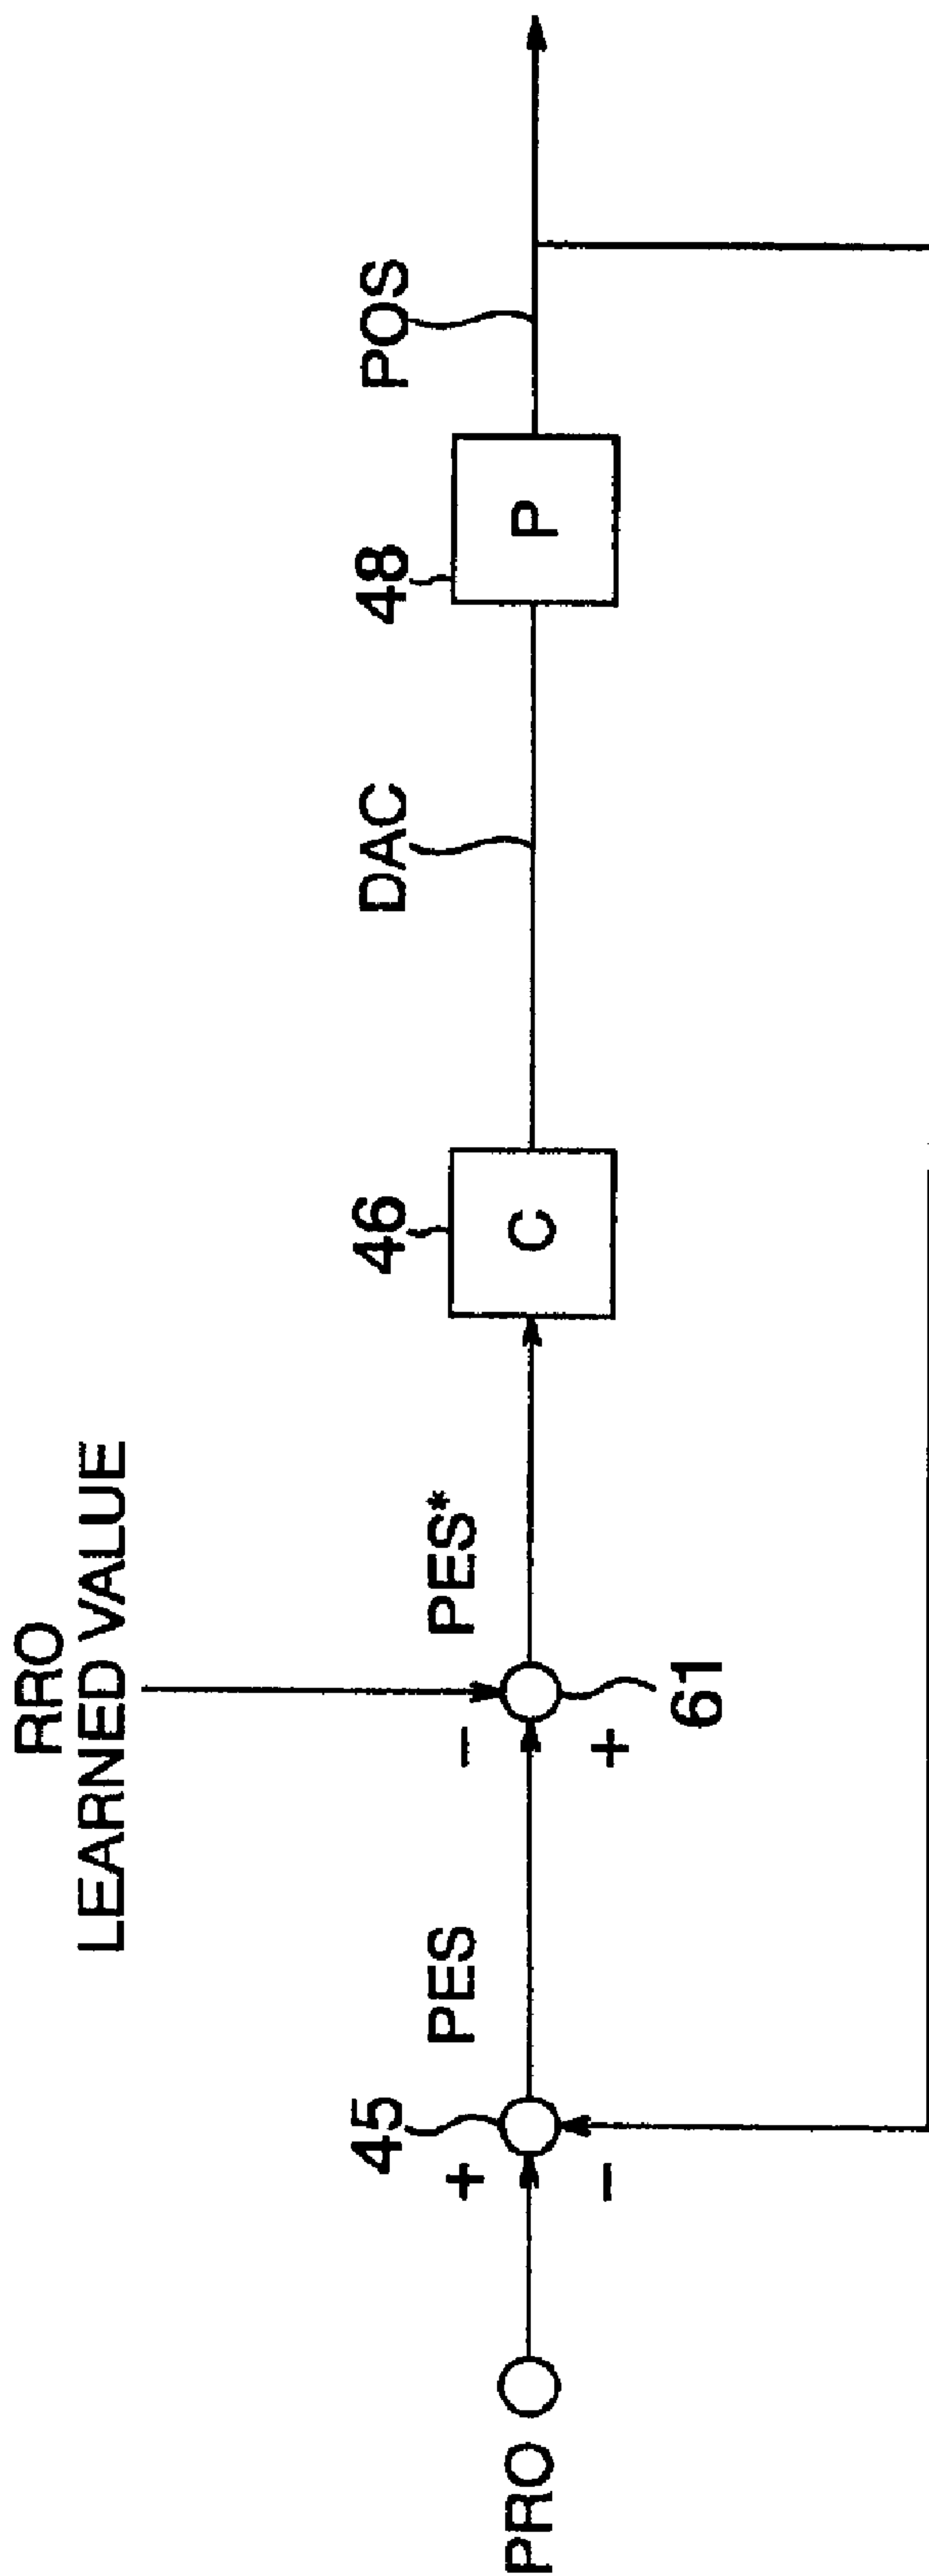 RRO
LEARNED VALUE
PRO
+
−
45
PES
−
+
61
PES*
46
C
DAC
48
P
POS